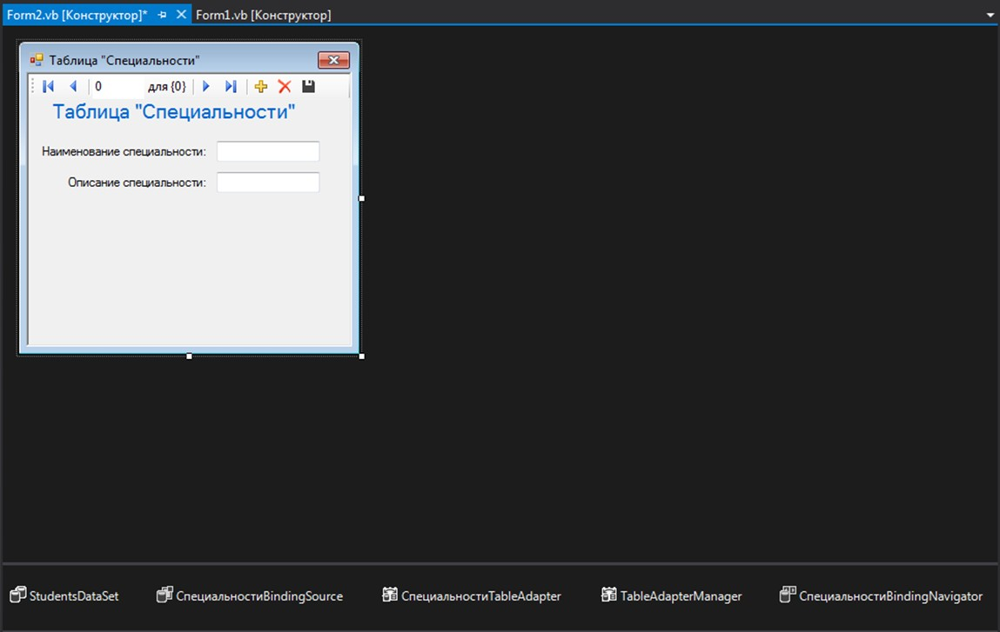 Form2.vb [Конструктор]* Form1.vb [Конструктор]
Таблица "Специальности"
0 для {0}
Таблица "Специальности"
Наименование специальности:
Описание специальности:
StudentsDataSet СпециальностиBindingSource СпециальностиTableAdapter TableAdapterManager СпециальностиBindingNavigator